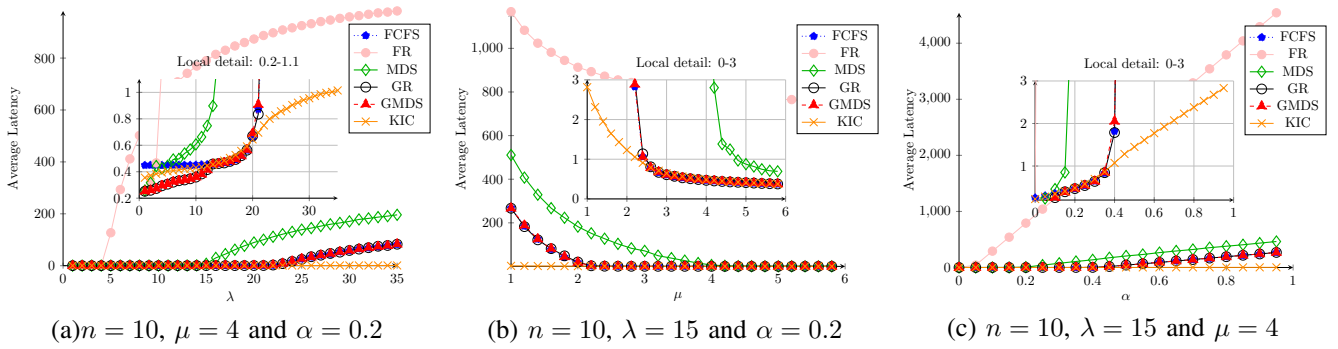 800
600
400
200
0
Average Latency
5
10
15
20
25
30
35
λ
FCFS
FR
MDS
GR
GMDS
KIC
Local detail: 0.2-1.1
1
0.8
0.6
0.4
0.2
0
10
20
30
(a)n = 10, μ = 4 and α = 0.2
1,000
800
600
400
200
Average Latency
1
2
3
4
5
6
μ
FCFS
FR
MDS
GR
GMDS
KIC
Local detail: 0-3
3
2
1
0
1
2
3
4
5
6
(b) n = 10, λ = 15 and α = 0.2
4,000
3,000
2,000
1,000
0
Average Latency
0
0.2
0.4
0.6
0.8
1
α
FCFS
FR
MDS
GR
GMDS
KIC
Local detail: 0-3
3
2
1
0
0.2
0.4
0.6
0.8
1
(c) n = 10, λ = 15 and μ = 4